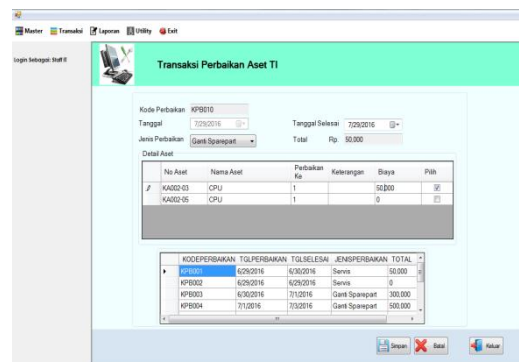 Master Transaksi Laporan Utility Exit
Login Sebagai: Staff IT
Transaksi Perbaikan Aset TI
Kode Perbaikan KPB010
Tanggal 7/29/2016 Tanggal Selesai 7/29/2016
Jenis Perbaikan Ganti Sparepart Total Rp. 50,000
Detail Aset
No Aset Nama Aset Perbaikan Ke Keterangan Biaya Pilih
KA002-03 CPU 1 50,000
KA002-05 CPU 1 0
KODEPERBAIKAN TGLPERBAIKAN TGLSELESAI JENISPERBAIKAN TOTAL
KPB001 6/29/2016 6/30/2016 Servis 50,000
KPB002 6/29/2016 6/29/2016 Servis 0
KPB003 6/30/2016 7/1/2016 Ganti Sparepart 300,000
KPB004 7/1/2016 7/3/2016 Ganti Sparepart 500,000
Simpan Batal Keluar